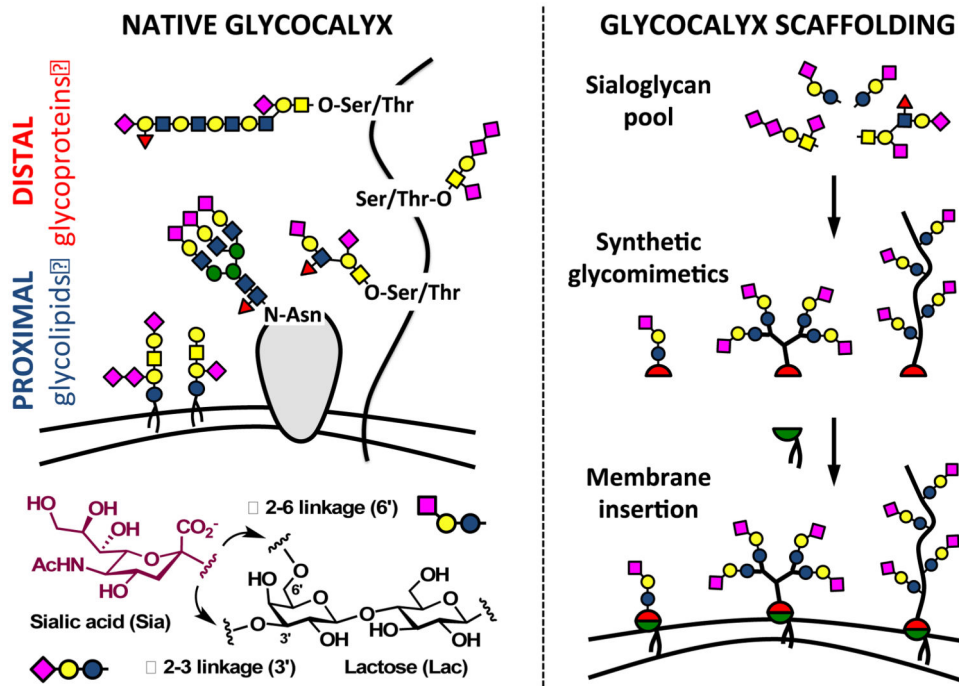 NATIVE GLYCOCALYX
DISTAL
glycoproteins
PROXIMAL
glycolipids
O-Ser/Thr
Ser/Thr-O
O-Ser/Thr
N-Asn
HO
OH
OH
CO₂⁻
O
AcHN
OH
Sialic acid (Sia)
□ 2-6 linkage (6')
O
6'
HO
O
O
3'
OH
O
HO
O
OH
O
HO
Lactose (Lac)
□ 2-3 linkage (3')
GLYCOCALYX SCAFFOLDING
Sialoglycan
pool
Synthetic
glycomimetics
Membrane
insertion